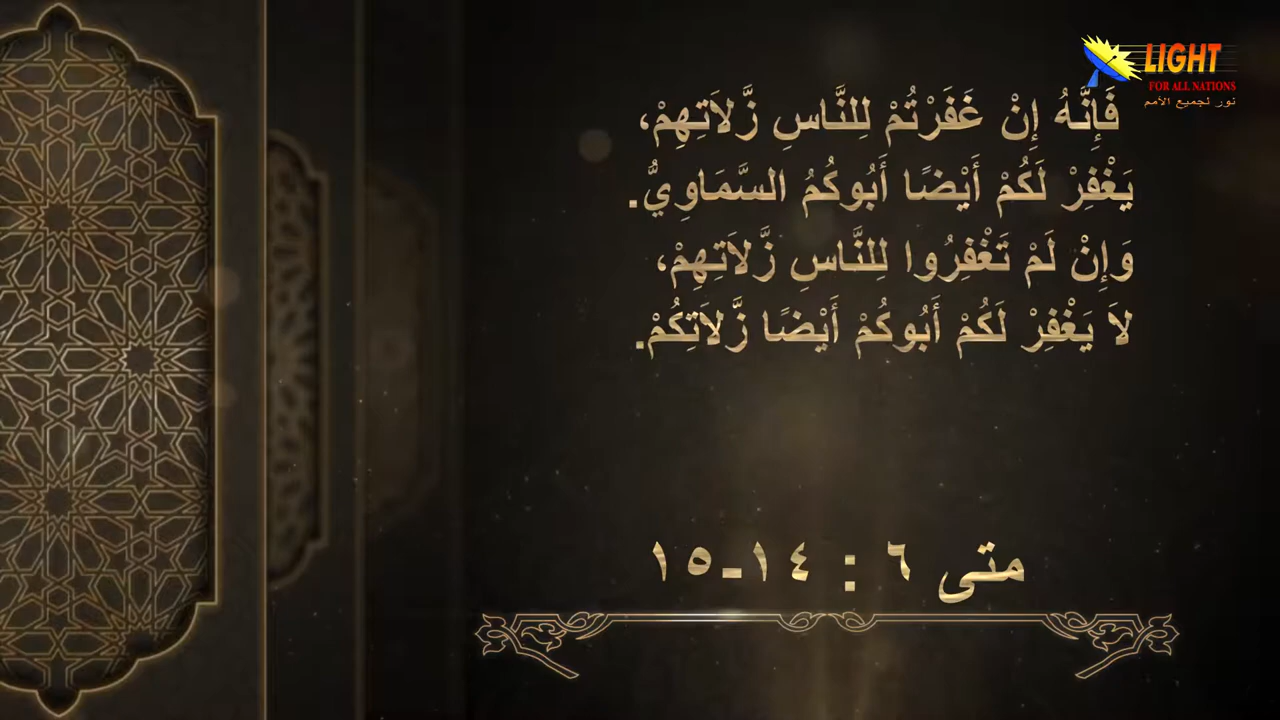 LIGHT
FOR ALL NATIONS
نور لجميع الأمم
فَإِنَّهُ إِنْ غَفَرْتُمْ لِلنَّاسِ زَّلاَتِهِمْ،
يَغْفِرْ لَكُمْ أَيْضًا أَبُوكُمُ السَّمَاوِيُّ.
وَإِنْ لَمْ تَغْفِرُوا لِلنَّاسِ زَّلاَتِهِمْ،
لاَ يَغْفِرْ لَكُمْ أَبُوكُمْ أَيْضًا زَّلاَتِكُمْ.
متى ٦ : ١٤-١٥